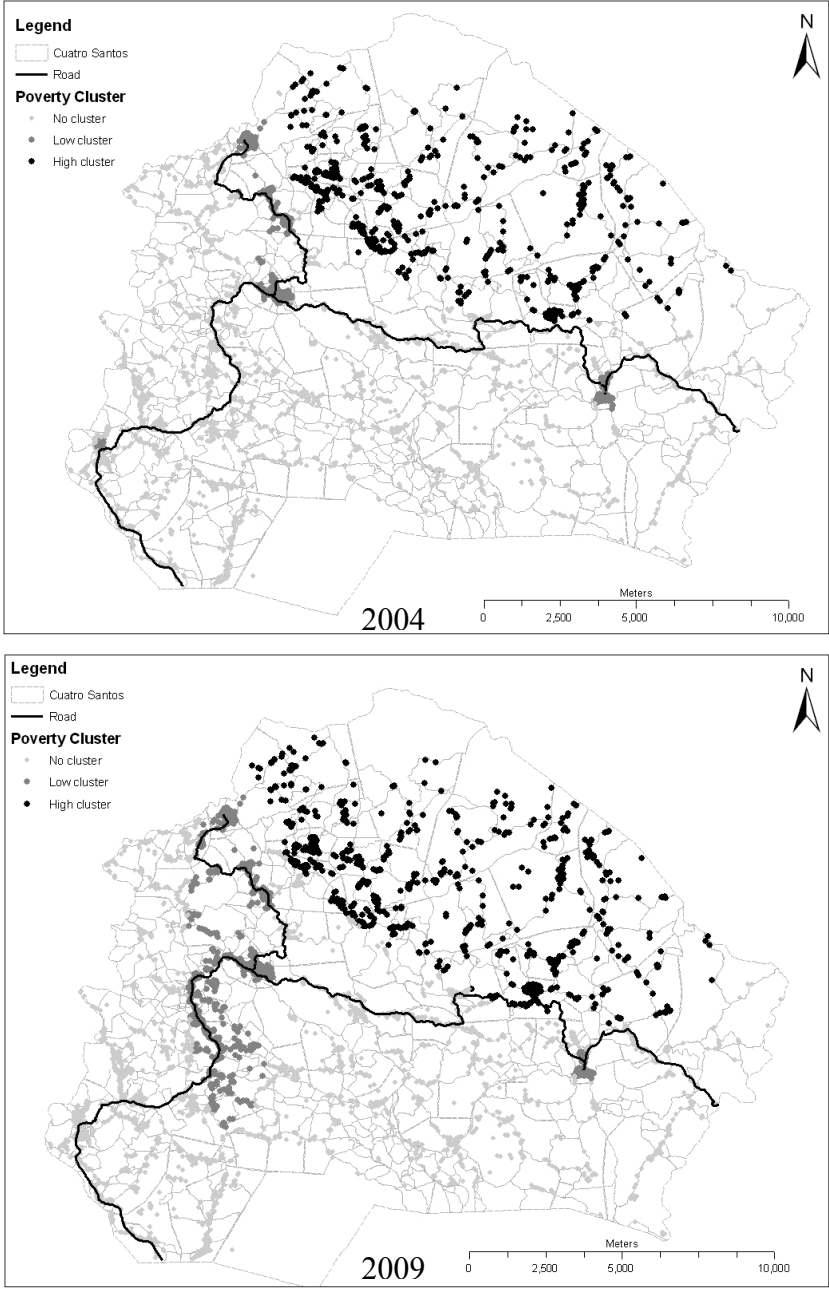 Legend
N
Cuatro Santos
Road
Poverty Cluster
No cluster
Low cluster
High cluster
Meters
0 2,500 5,000 10,000
2004
Legend
N
Cuatro Santos
Road
Poverty Cluster
No cluster
Low cluster
High cluster
Meters
0 2,500 5,000 10,000
2009